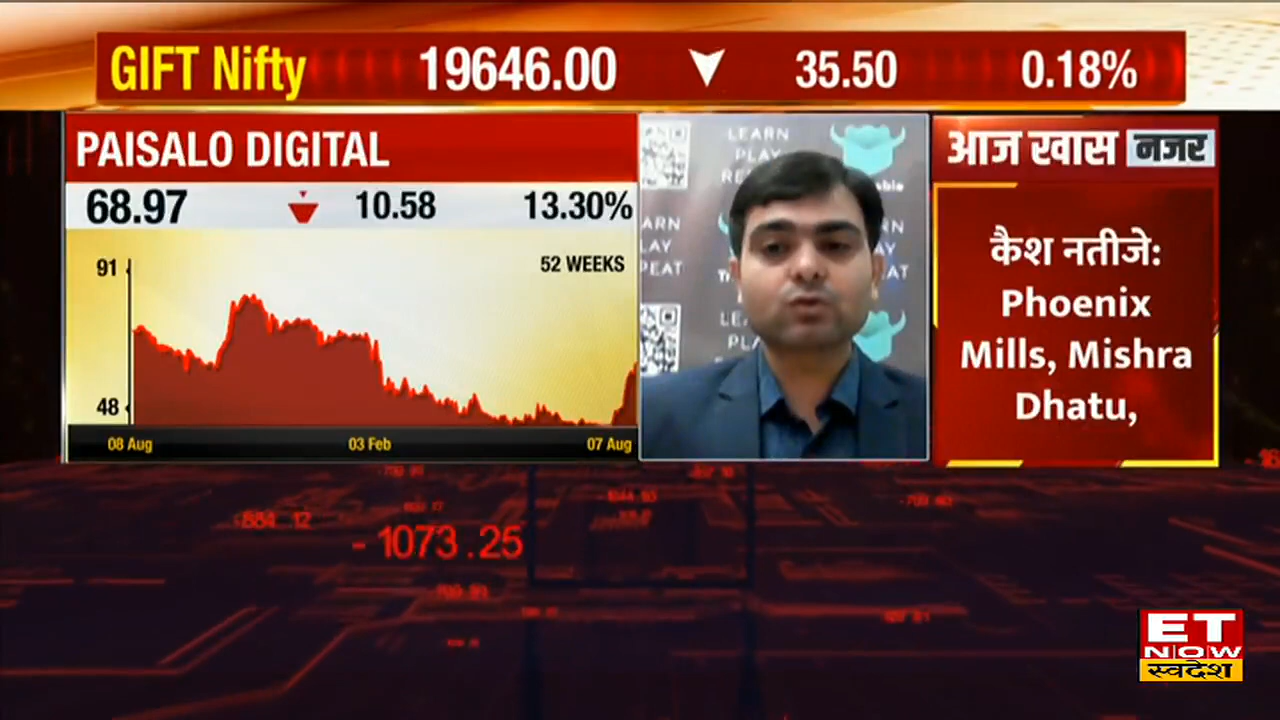 GIFT Nifty 19646.00 35.50 0.18%
PAISALO DIGITAL
68.97 10.58 13.30%
52 WEEKS
91
48
08 Aug 03 Feb 07 Aug
LEARN
PLAY
आज खास नजर
कैश नतीजे:
Phoenix
Mills, Mishra
Dhatu,
- 1073.25
ET
NOW
स्वदेश